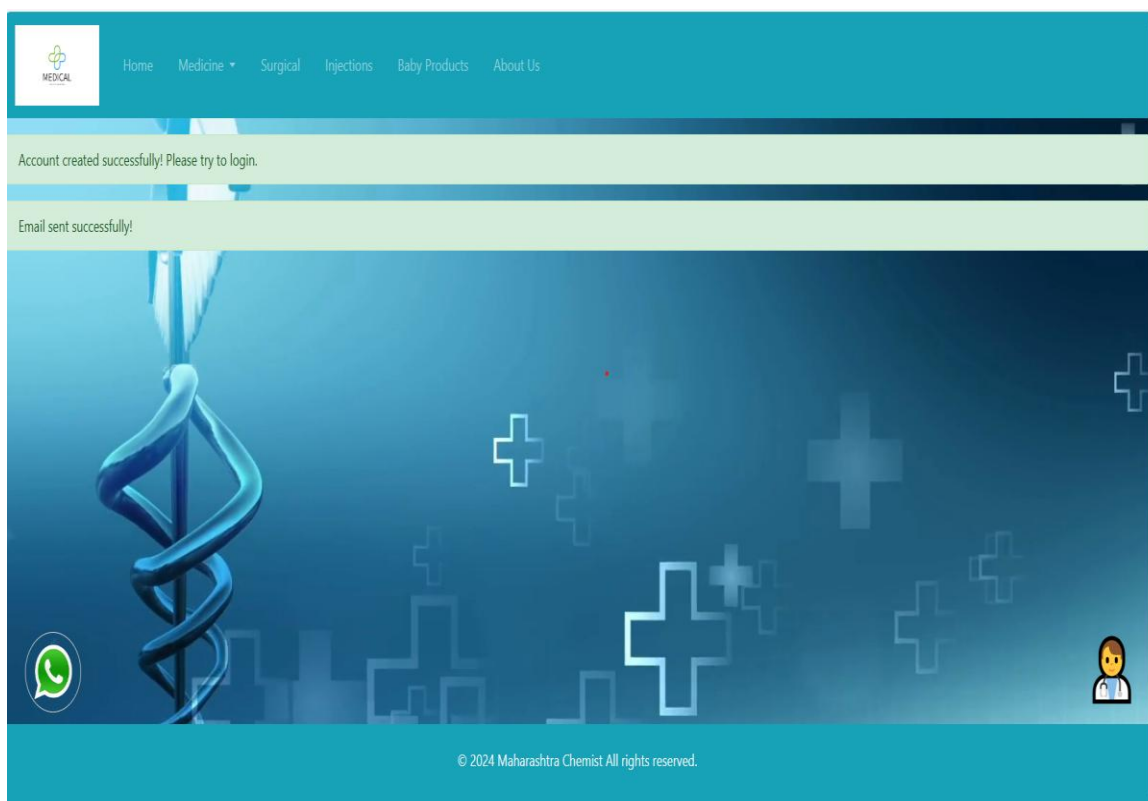 MEDICAL
Home Medicine Surgical Injections Baby Products About Us
Account created successfully! Please try to login.
Email sent successfully!
© 2024 Maharashtra Chemist All rights reserved.